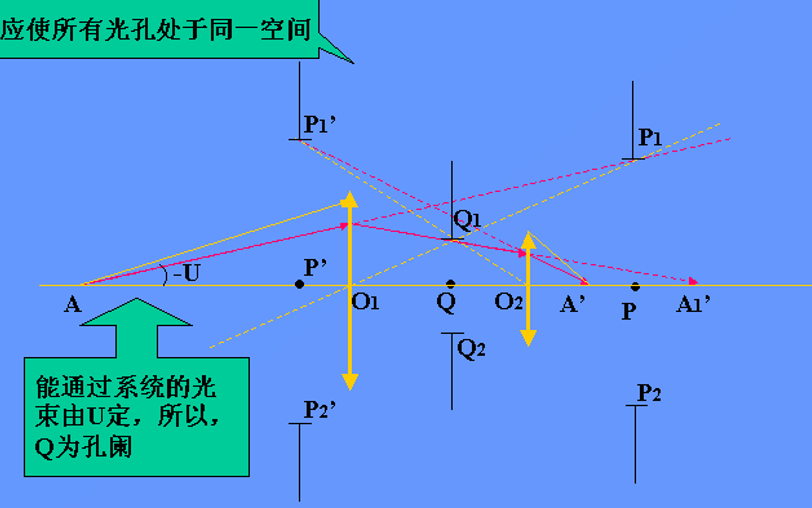 应使所有光孔处于同一空间
P1’
P1
Q1
-U
P’
A
O1
Q
O2
A’
P
A1’
Q2
能通过系统的光
束由U定，所以，
Q为孔阑
P2’
P2